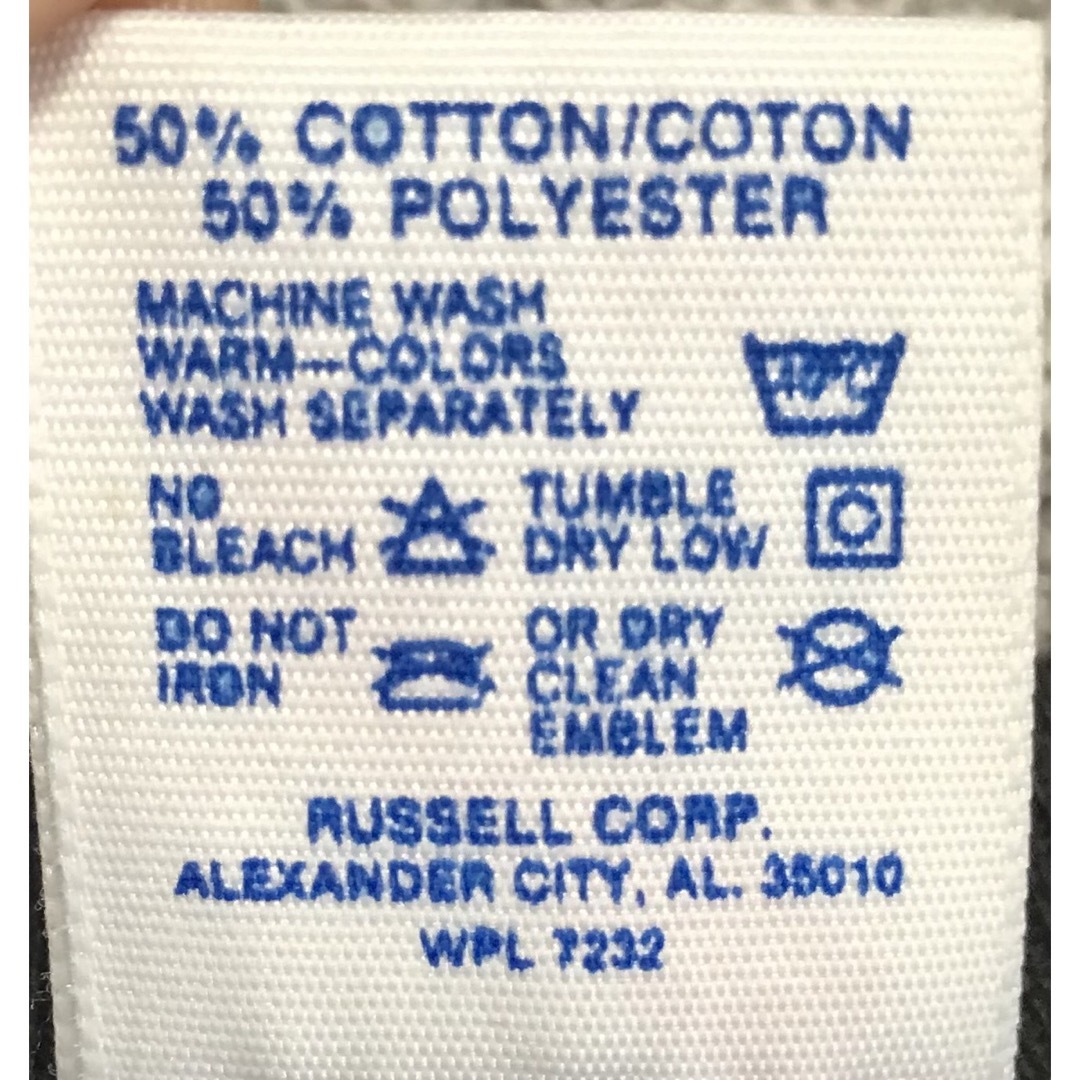 50% COTTON/COTON
50% POLYESTER
MACHINE WASH
WARM---COLORS
WASH SEPARATELY
40°C
NO
BLEACH
TUMBLE
DRY LOW
DO NOT
IRON
OR DRY
CLEAN
EMBLEM
RUSSELL CORP.
ALEXANDER CITY, AL. 35010
WPL 7232